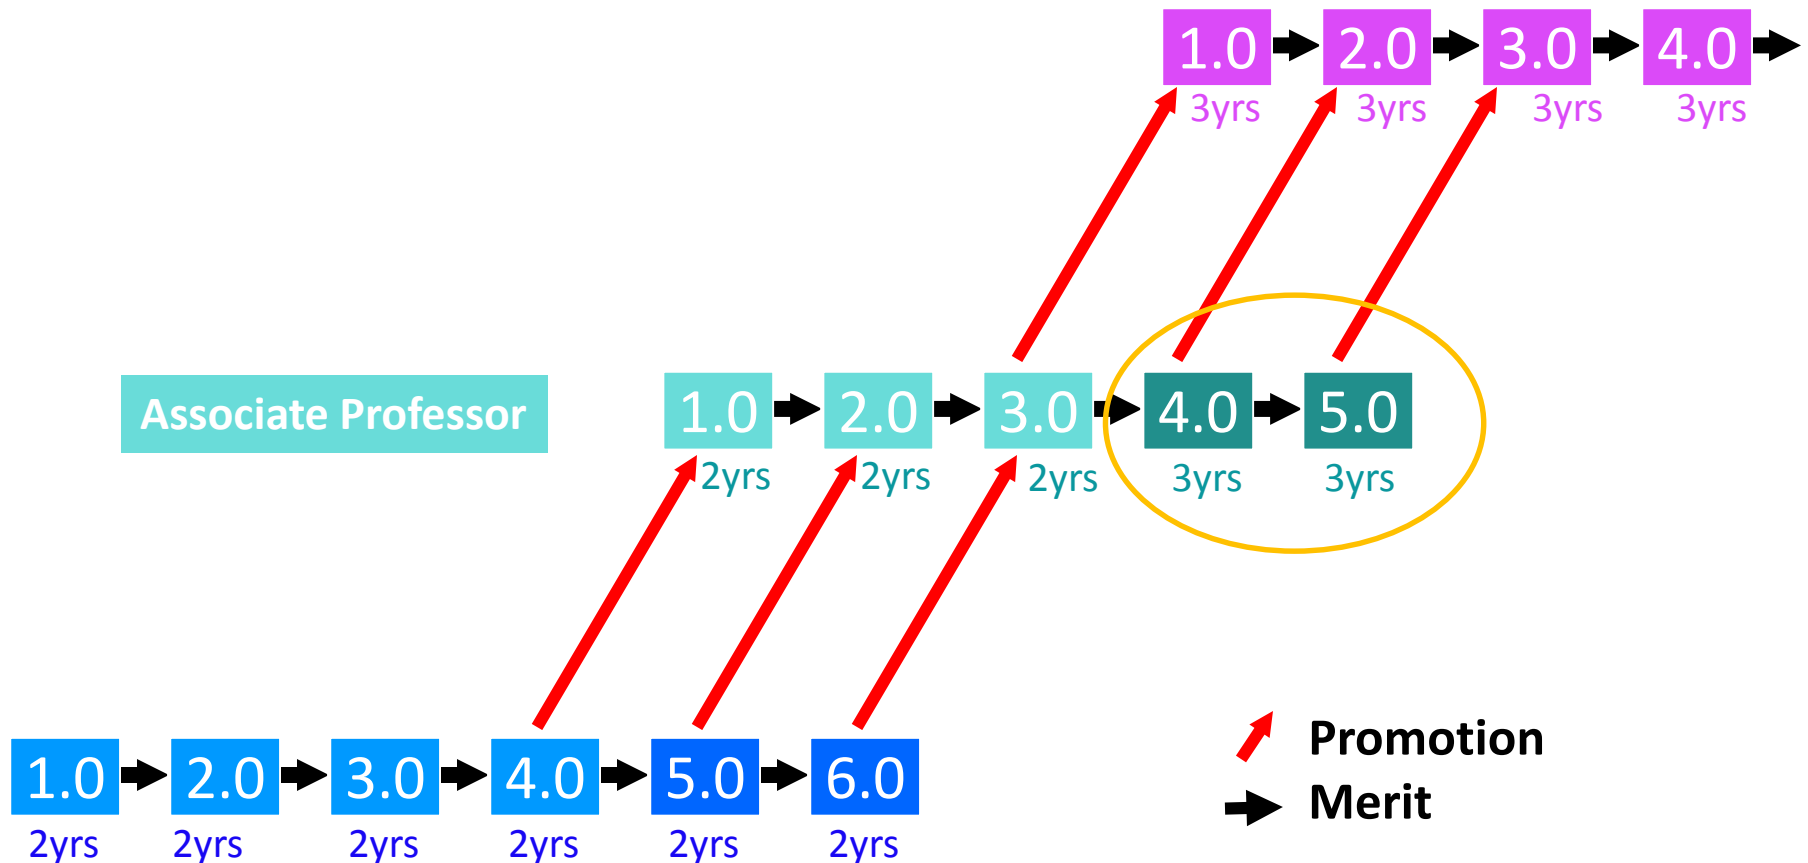 1.0 2.0 3.0 4.0
3yrs 3yrs 3yrs 3yrs
Associate Professor 1.0 2.0 3.0 4.0 5.0
2yrs 2yrs 2yrs 3yrs 3yrs
Promotion
1.0 2.0 3.0 4.0 5.0 6.0
Merit
2yrs 2yrs 2yrs 2yrs 2yrs 2yrs